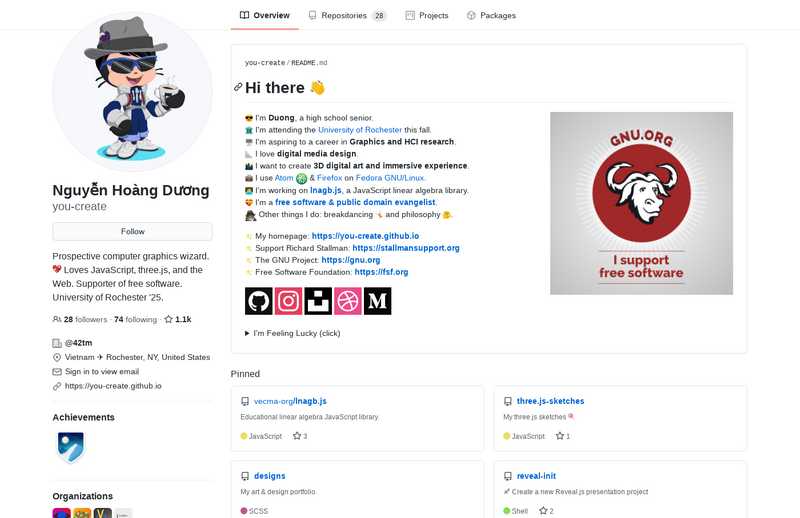 Overview
Repositories 28
Projects
Packages
Nguyễn Hoàng Dương
you-create
Follow
Prospective computer graphics wizard.
💖 Loves JavaScript, three.js, and the
Web. Supporter of free software.
University of Rochester '25.
28 followers · 74 following · 1.1k
@42tm
Vietnam ✈ Rochester, NY, United States
Sign in to view email
https://you-create.github.io
Achievements
Organizations
you-create / README.md
Hi there 👋
😎 I'm Duong, a high school senior.
I'm attending the University of Rochester this fall.
I'm aspiring to a career in Graphics and HCI research.
I love digital media design.
I want to create 3D digital art and immersive experience.
I use Atom & Firefox on Fedora GNU/Linux.
I'm working on lnagb.js, a JavaScript linear algebra library.
I'm a free software & public domain evangelist.
Other things I do: breakdancing and philosophy 🤔.
My homepage: https://you-create.github.io
Support Richard Stallman: https://stallmansupport.org
The GNU Project: https://gnu.org
Free Software Foundation: https://fsf.org
GNU.ORG
I support
free software
▶ I'm Feeling Lucky (click)
Pinned
vecma-org/lnagb.js
Educational linear algebra JavaScript library
JavaScript 3
three.js-sketches
My three.js sketches
JavaScript 1
designs
My art & design portfolio
SCSS
reveal-init
Create a new Reveal.js presentation project
Shell 2